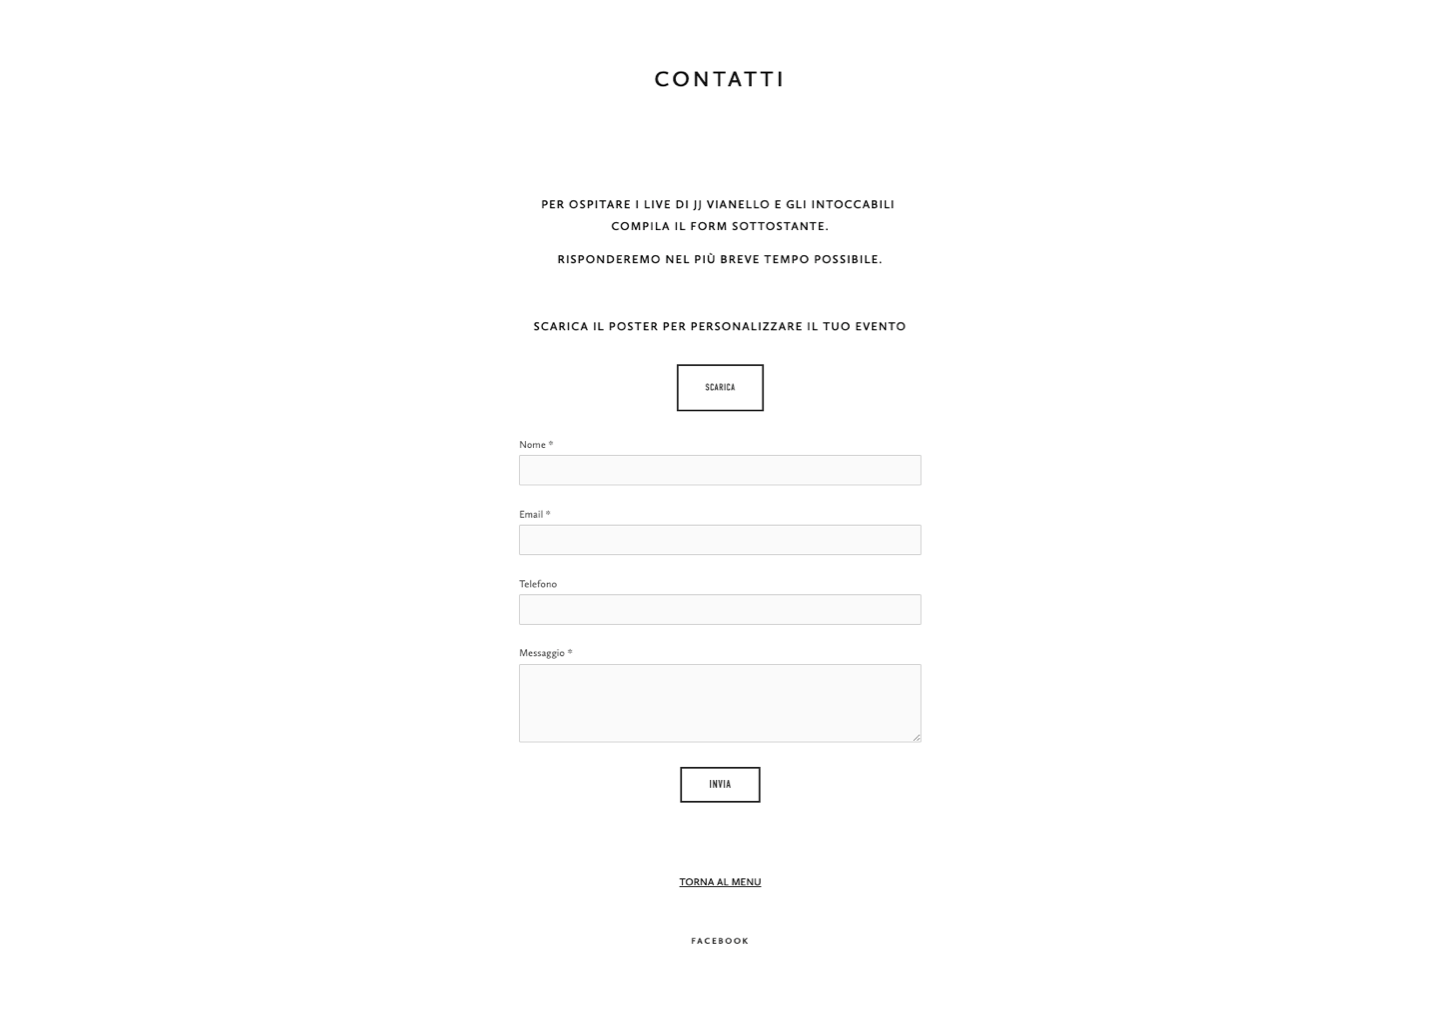 CONTATTI
PER OSPITARE I LIVE DI JJ VIANELLO E GLI INTOCCABILI
COMPILA IL FORM SOTTOSTANTE.
RISPONDEREMO NEL PIÙ BREVE TEMPO POSSIBILE.
SCARICA IL POSTER PER PERSONALIZZARE IL TUO EVENTO
SCARICA
Nome *
Email *
Telefono
Messaggio *
INVIA
TORNA AL MENU
FACEBOOK